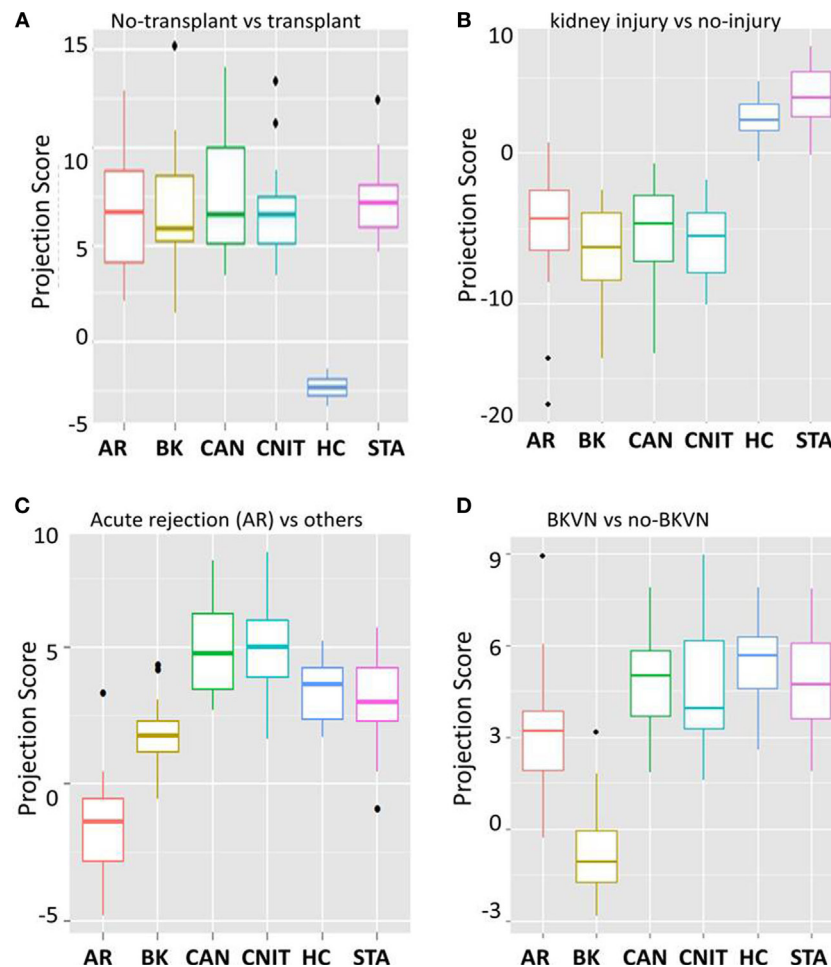 A
No-transplant vs transplant
15
10
5
0
-5
Projection Score
AR BK CAN CNIT HC STA
B
kidney injury vs no-injury
10
0
-10
-20
Proiection Score
AR BK CAN CNIT HC STA
C
Acute rejection (AR) vs others
10
5
0
-5
Projection Score
AR BK CAN CNIT HC STA
D
BKVN vs no-BKVN
9
6
3
0
-3
Projection Score
AR BK CAN CNIT HC STA